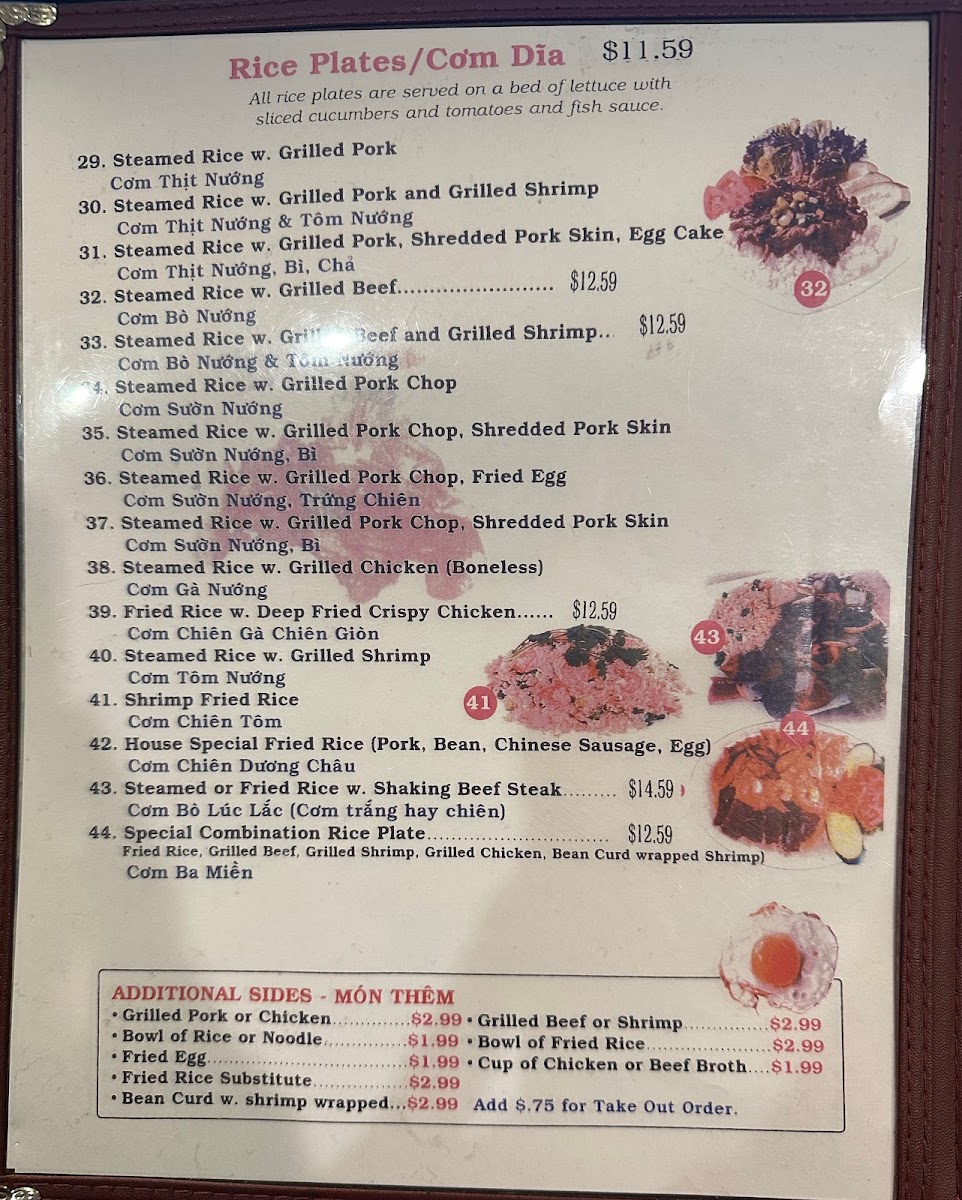 Rice Plates/Cơm Dĩa $11.59
All rice plates are served on a bed of lettuce with
sliced cucumbers and tomatoes and fish sauce.
29. Steamed Rice w. Grilled Pork
Cơm Thịt Nướng
30. Steamed Rice w. Grilled Pork and Grilled Shrimp
Cơm Thịt Nướng & Tôm Nướng
31. Steamed Rice w. Grilled Pork, Shredded Pork Skin, Egg Cake
Cơm Thịt Nướng, Bì, Chả
32. Steamed Rice w. Grilled Beef........................ $12.59
Cơm Bò Nướng
32
33. Steamed Rice w. Grilled Beef and Grilled Shrimp.. $12.59
Cơm Bò Nướng & Tôm Nướng
34. Steamed Rice w. Grilled Pork Chop
Cơm Sườn Nướng
35. Steamed Rice w. Grilled Pork Chop, Shredded Pork Skin
Cơm Sườn Nướng, Bì
36. Steamed Rice w. Grilled Pork Chop, Fried Egg
Cơm Sườn Nướng, Trứng Chiên
37. Steamed Rice w. Grilled Pork Chop, Shredded Pork Skin
Cơm Sườn Nướng, Bì
38. Steamed Rice w. Grilled Chicken (Boneless)
Cơm Gà Nướng
39. Fried Rice w. Deep Fried Crispy Chicken...... $12.59
Cơm Chiên Gà Chiên Giòn
43
40. Steamed Rice w. Grilled Shrimp
Cơm Tôm Nướng
41. Shrimp Fried Rice
41
Cơm Chiên Tôm
44
42. House Special Fried Rice (Pork, Bean, Chinese Sausage, Egg)
Cơm Chiên Dương Châu
43. Steamed or Fried Rice w. Shaking Beef Steak......... $14.59
Cơm Bò Lúc Lắc (Cơm trắng hay chiên)
44. Special Combination Rice Plate.............................. $12.59
Fried Rice, Grilled Beef, Grilled Shrimp, Grilled Chicken, Bean Curd wrapped Shrimp)
Cơm Ba Miền
ADDITIONAL SIDES - MÓN THÊM
• Grilled Pork or Chicken.............$2.99
• Bowl of Rice or Noodle..............$1.99
• Fried Egg.................................$1.99
• Fried Rice Substitute...............$2.99
• Bean Curd w. shrimp wrapped...$2.99
• Grilled Beef or Shrimp...............$2.99
• Bowl of Fried Rice......................$2.99
• Cup of Chicken or Beef Broth....$1.99
Add $.75 for Take Out Order.